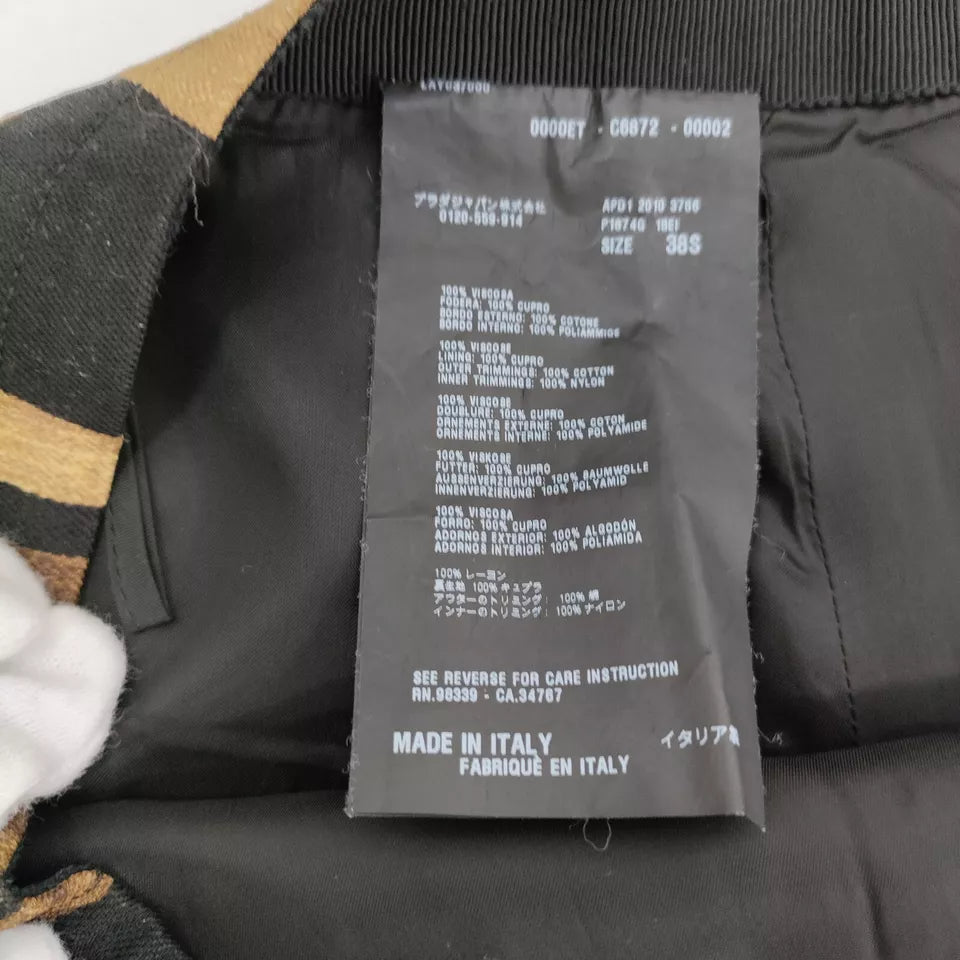 0000ET - C6872 - 00002
プラダジャパン株式会社
0120-559-914
APD1 2010 3766
P1874G 18EI
SIZE 38S
100% VISCOSA
FODERA: 100% CUPRO
BORDO EXTERNO: 100% COTONE
BORDO INTERNO: 100% POLIAMMIDE
100% VISCOSE
LINING: 100% CUPRO
OUTER TRIMMINGS: 100% COTTON
INNER TRIMMINGS: 100% NYLON
100% VISCOSE
DOUBLURE: 100% CUPRO
ORNEMENTS EXTERNE: 100% COTON
ORNEMENTS INTERNE: 100% POLYAMIDE
100% VISKOSE
FUTTER: 100% CUPRO
AUSSENVERZIERUNG: 100% BAUMWOLLE
INNENVERZIERUNG: 100% POLYAMID
100% VISCOSA
FORRO: 100% CUPRO
ADORNOS EXTERIOR: 100% ALGODÓN
ADORNOS INTERIOR: 100% POLIAMIDA
100% レーヨン
裏生地 100% キュプラ
アウターのトリミング: 100% 綿
インナーのトリミング: 100% ナイロン
SEE REVERSE FOR CARE INSTRUCTION
RN.98339 - CA.34767
MADE IN ITALY イタリア製
FABRIQUÉ EN ITALY